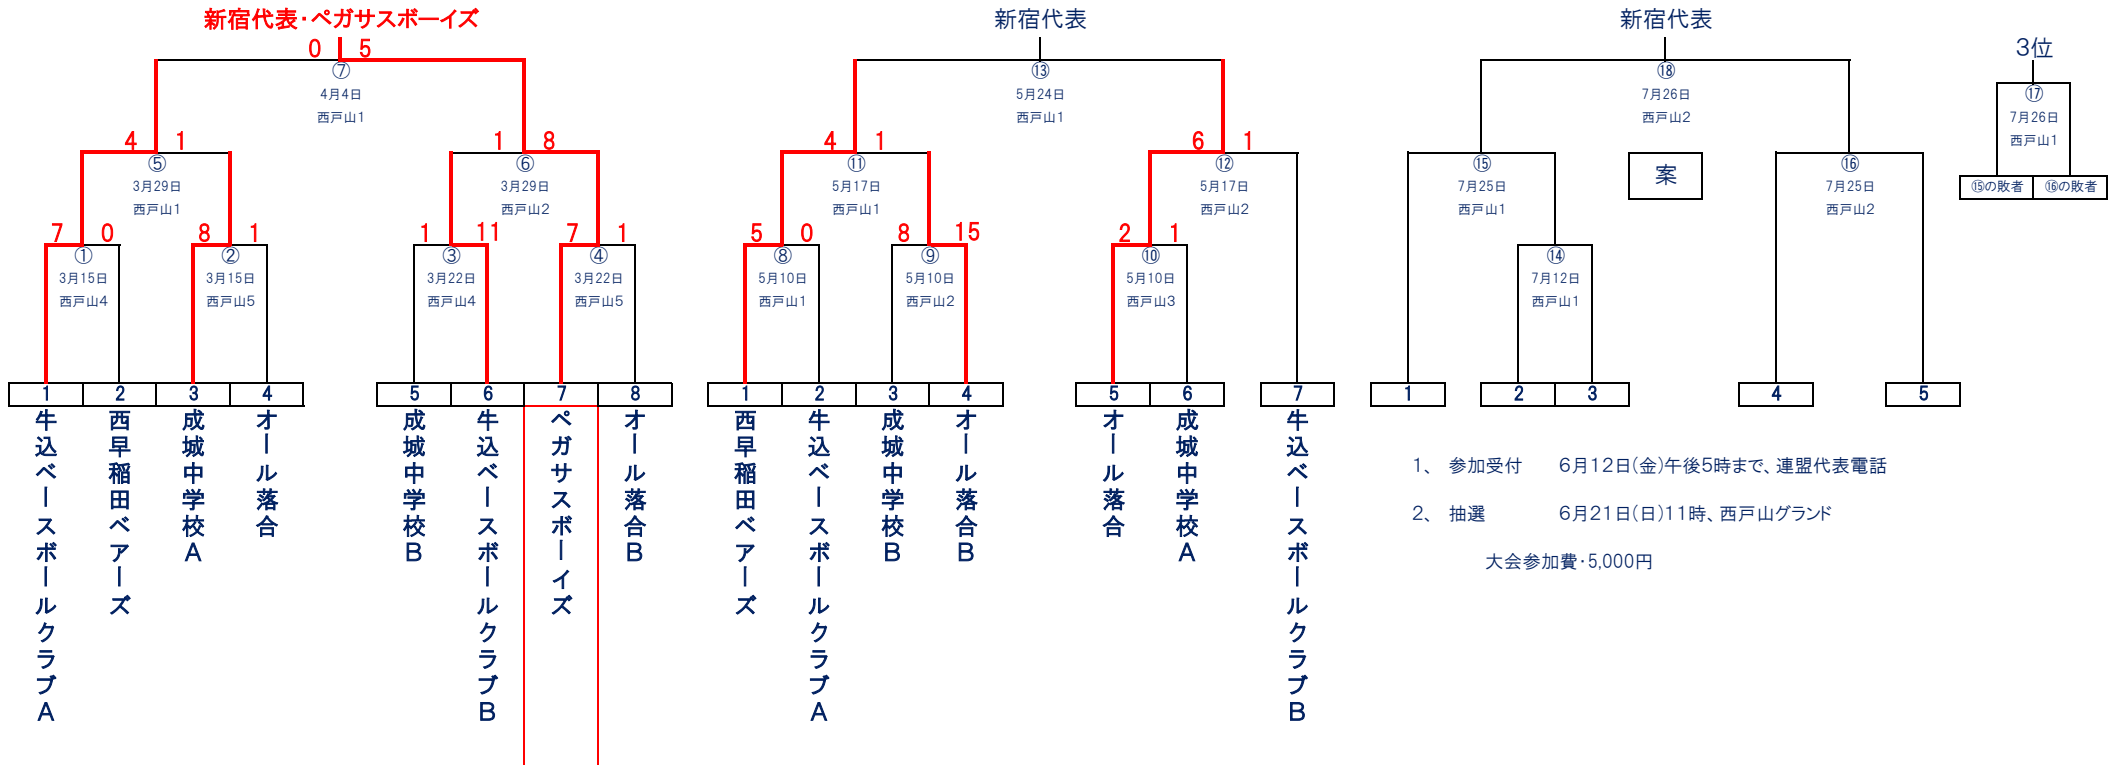 新宿代表・ペガサスボーイズ
0 5
⑦
4月4日
西戸山1
4 1
⑤
3月29日
西戸山1
1 8
⑥
3月29日
西戸山2
7 0
①
3月15日
西戸山4
8 1
②
3月15日
西戸山5
1 11
③
3月22日
西戸山4
7 1
④
3月22日
西戸山5
1 2 3 4 5 6 7 8
牛込ベースボールクラブA
西早稲田ベアーズ
成城中学校A
オール落合
成城中学校B
牛込ベースボールクラブB
ペガサスボーイズ
オール落合B
新宿代表
⑬
5月24日
西戸山1
4 1
⑪
5月17日
西戸山1
6 1
⑫
5月17日
西戸山2
5 0
⑧
5月10日
西戸山1
8 15
⑨
5月10日
西戸山2
2 1
⑩
5月10日
西戸山3
1 2 3 4 5 6 7
西早稲田ベアーズ
牛込ベースボールクラブA
成城中学校B
オール落合B
オール落合
成城中学校A
牛込ベースボールクラブB
新宿代表
⑱
7月26日
西戸山2
⑮
7月25日
西戸山1
案
⑯
7月25日
西戸山2
⑭
7月12日
西戸山1
1 2 3 4 5
3位
⑰
7月26日
西戸山1
⑮の敗者 ⑯の敗者
1、 参加受付 6月12日(金)午後5時まで、連盟代表電話
2、 抽選 6月21日(日)11時、西戸山グランド
大会参加費・5,000円